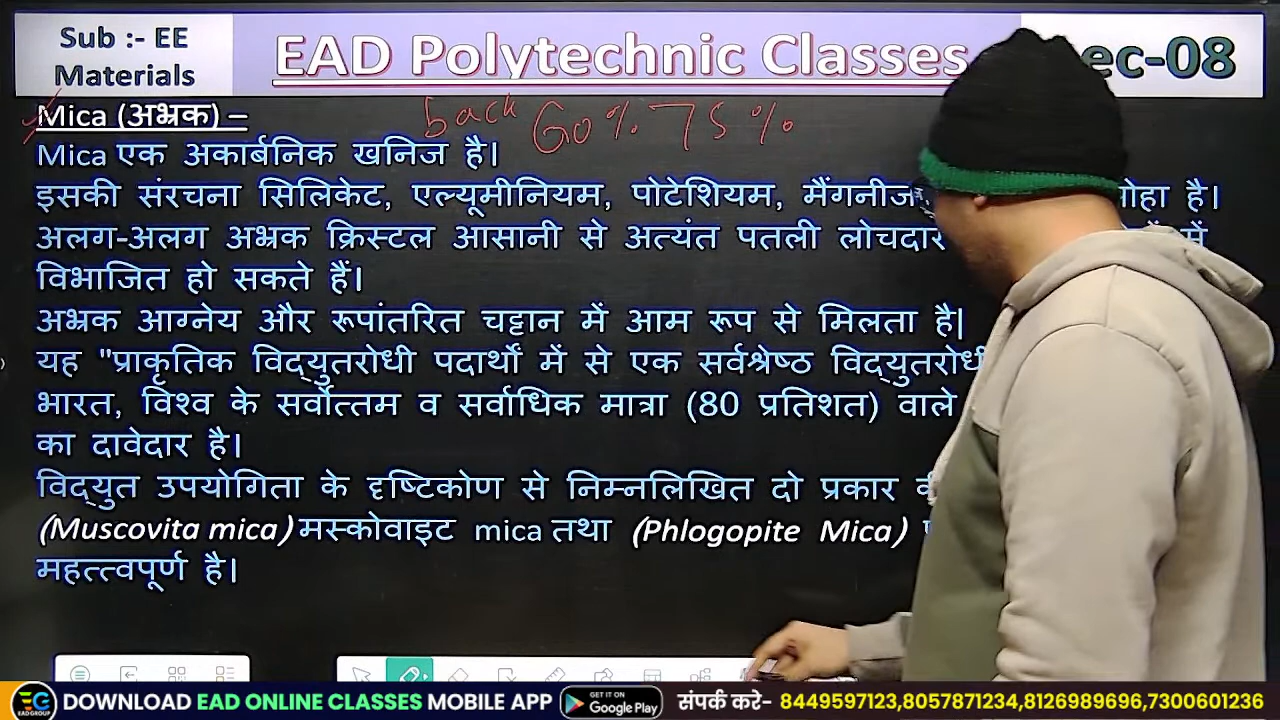 Sub :- EE
Materials
EAD Polytechnic Classes
ec-08
Mica (अभ्रक) –
back 60% 75%
Mica एक अकार्बनिक खनिज है।
इसकी संरचना सिलिकेट, एल्यूमीनियम, पोटेशियम, मैंगनीज, ोहा है।
अलग-अलग अभ्रक क्रिस्टल आसानी से अत्यंत पतली लोचदार में
विभाजित हो सकते हैं।
अभ्रक आग्नेय और रूपांतरित चट्टान में आम रूप से मिलता है|
यह "प्राकृतिक विद्युतरोधी पदार्थों में से एक सर्वश्रेष्ठ विद्युतरोधी
भारत, विश्व के सर्वोत्तम व सर्वाधिक मात्रा (80 प्रतिशत) वाले
का दावेदार है।
विद्युत उपयोगिता के दृष्टिकोण से निम्नलिखित दो प्रकार
(Muscovita mica) मस्कोवाइट mica तथा (Phlogopite Mica)
महत्त्वपूर्ण है।
EG
EAD GROUP
DOWNLOAD EAD ONLINE CLASSES MOBILE APP
GET IT ON
Google Play
संपर्क करे- 8449597123,8057871234,8126989696,7300601236